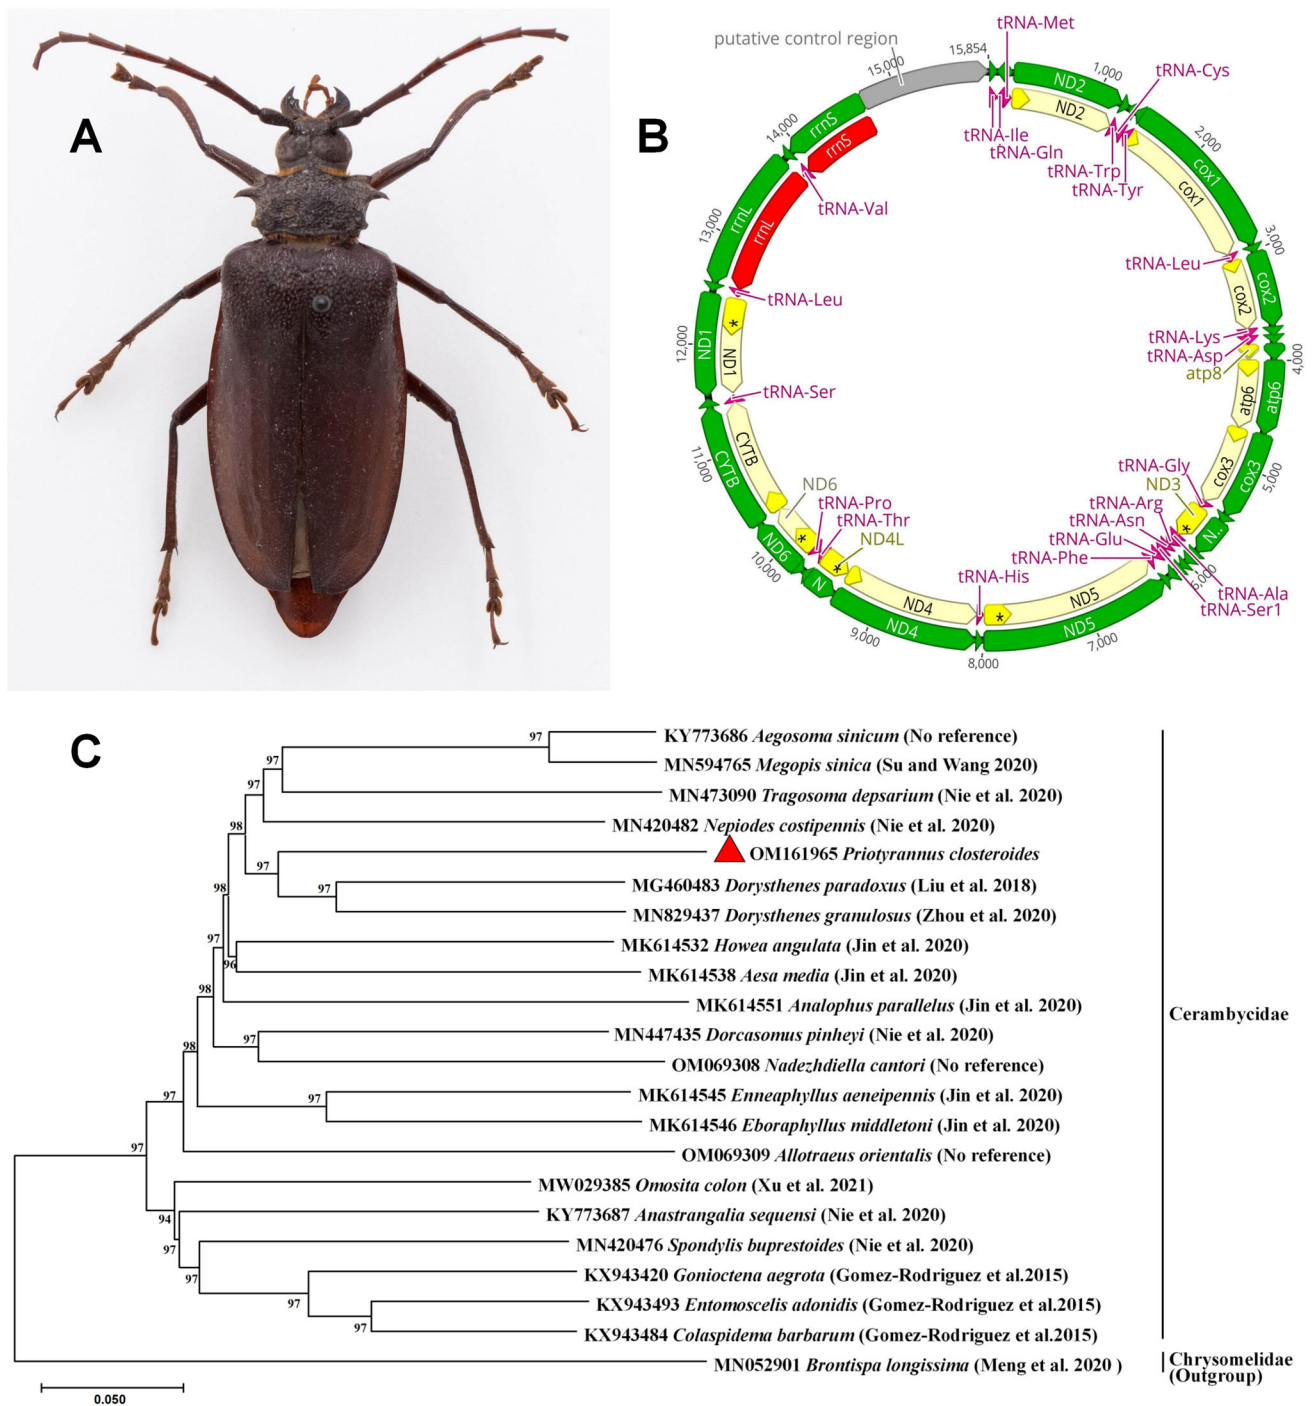 A
B
putative control region
15,854
tRNA-Met
15,000
ND2
1,000
tRNA-Cys
ND2
14,000
rrnS
rrnS
tRNA-Ile
tRNA-Gln
tRNA-Trp
tRNA-Tyr
2,000
cox1
cox1
tRNA-Val
13,000
rrnL
rrnL
3,000
tRNA-Leu
cox2
cox2
tRNA-Leu
12,000
ND1
*
ND1
tRNA-Lys
tRNA-Asp
atp8
4,000
atp6
atp6
tRNA-Ser
11,000
CYTB
CYTB
cox3
cox3
5,000
tRNA-Gly
ND3
*
N..
tRNA-Arg
tRNA-Asn
tRNA-Glu
tRNA-Phe
6,000
tRNA-Ala
tRNA-Ser1
ND6
tRNA-Pro
tRNA-Thr
ND4L
*
*
ND6
10,000
N
tRNA-His
ND4
ND4
9,000
*
ND5
ND5
7,000
8,000
C
97
KY773686 Aegosoma sinicum (No reference)
MN594765 Megopis sinica (Su and Wang 2020)
97
MN473090 Tragosoma depsarium (Nie et al. 2020)
97
MN420482 Nepiodes costipennis (Nie et al. 2020)
98
OM161965 Priotyrannus closteroides
97
MG460483 Dorysthenes paradoxus (Liu et al. 2018)
97
MN829437 Dorysthenes granulosus (Zhou et al. 2020)
98
MK614532 Howea angulata (Jin et al. 2020)
97
96
MK614538 Aesa media (Jin et al. 2020)
98
MK614551 Analophus parallelus (Jin et al. 2020)
Cerambycidae
MN447435 Dorcasomus pinheyi (Nie et al. 2020)
98
97
OM069308 Nadezhdiella cantori (No reference)
97
97
MK614545 Enneaphyllus aeneipennis (Jin et al. 2020)
MK614546 Eboraphyllus middletoni (Jin et al. 2020)
97
OM069309 Allotraeus orientalis (No reference)
MW029385 Omosita colon (Xu et al. 2021)
94
KY773687 Anastrangalia sequensi (Nie et al. 2020)
97
MN420476 Spondylis buprestoides (Nie et al. 2020)
97
KX943420 Gonioctena aegrota (Gomez-Rodriguez et al.2015)
97
KX943493 Entomoscelis adonidis (Gomez-Rodriguez et al.2015)
97
KX943484 Colaspidema barbarum (Gomez-Rodriguez et al.2015)
MN052901 Brontispa longissima (Meng et al. 2020 )
Chrysomelidae
(Outgroup)
0.050